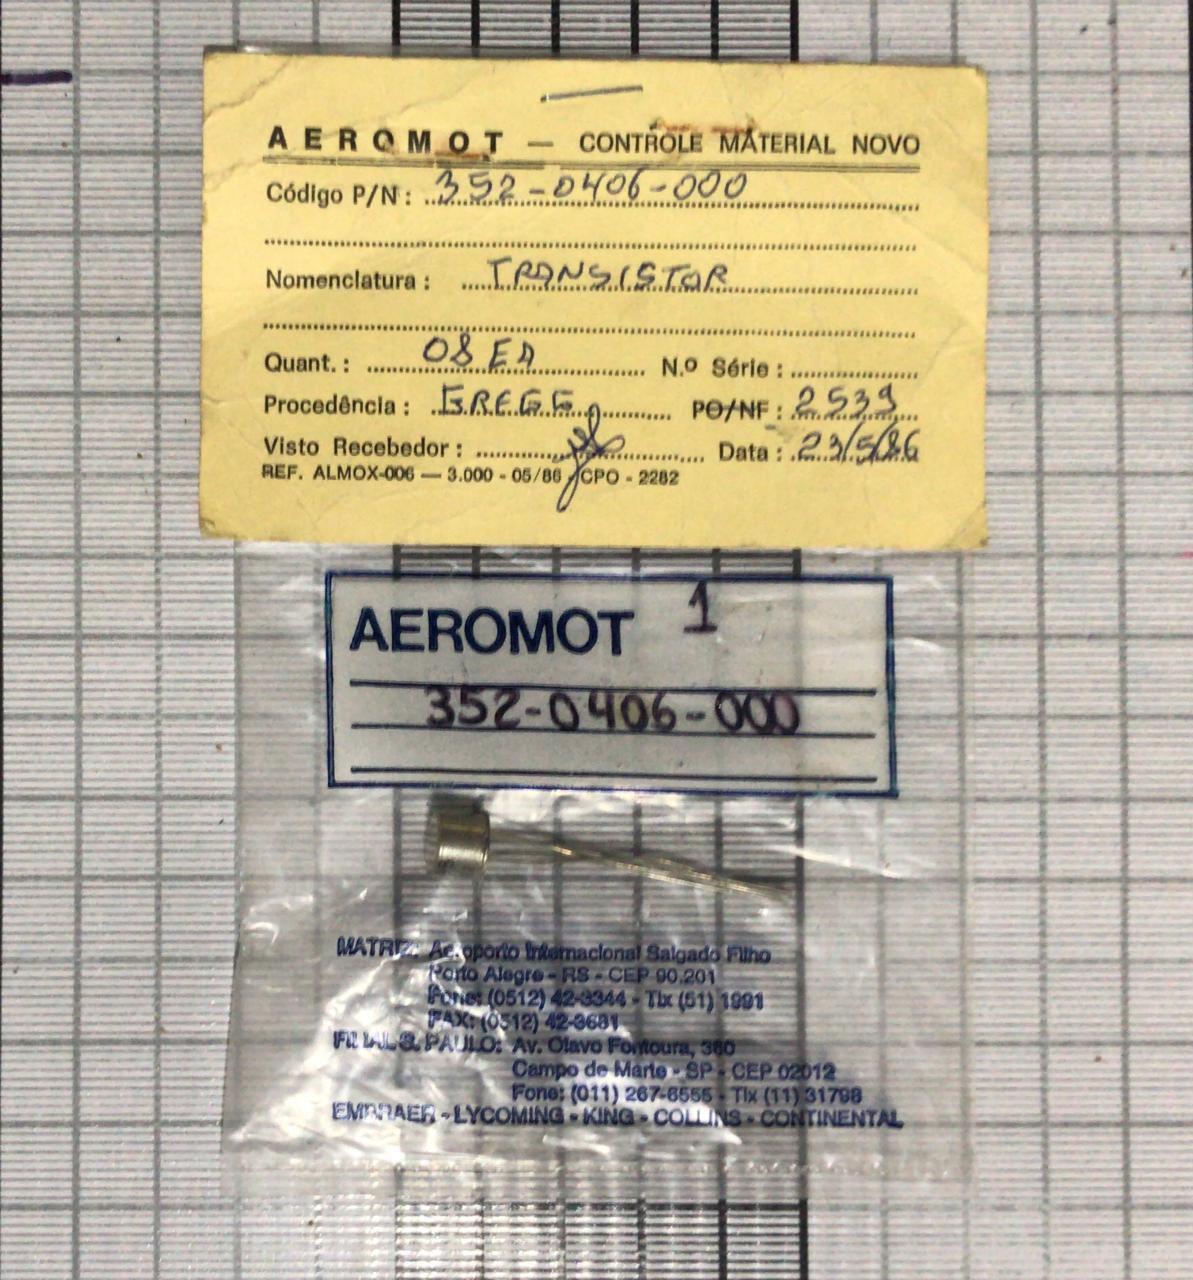 AEROMOT — CONTRÔLE MATERIAL NOVO
Código P/N : 352-0406-000
Nomenclatura : TRANSISTOR
Quant. : 08 EA N.º Série :
Procedência : GREGG PO/NF : 2539
Visto Recebedor : Data : 23/5/86
REF. ALMOX-006 — 3.000 - 05/86 - CPO - 2282
AEROMOT 1
352-0406-000
MATRIZ: Aeroporto Internacional Salgado Filho
Porto Alegre - RS - CEP 90.201
Fone: (0512) 42-3344 - Tlx (51) 1991
FAX: (0512) 42-3681
FILIAL S. PAULO: Av. Olavo Fontoura, 360
Campo de Marte - SP - CEP 02012
Fone: (011) 267-6555 - Tlx (11) 31798
EMBRAER - LYCOMING - KING - COLLINS - CONTINENTAL